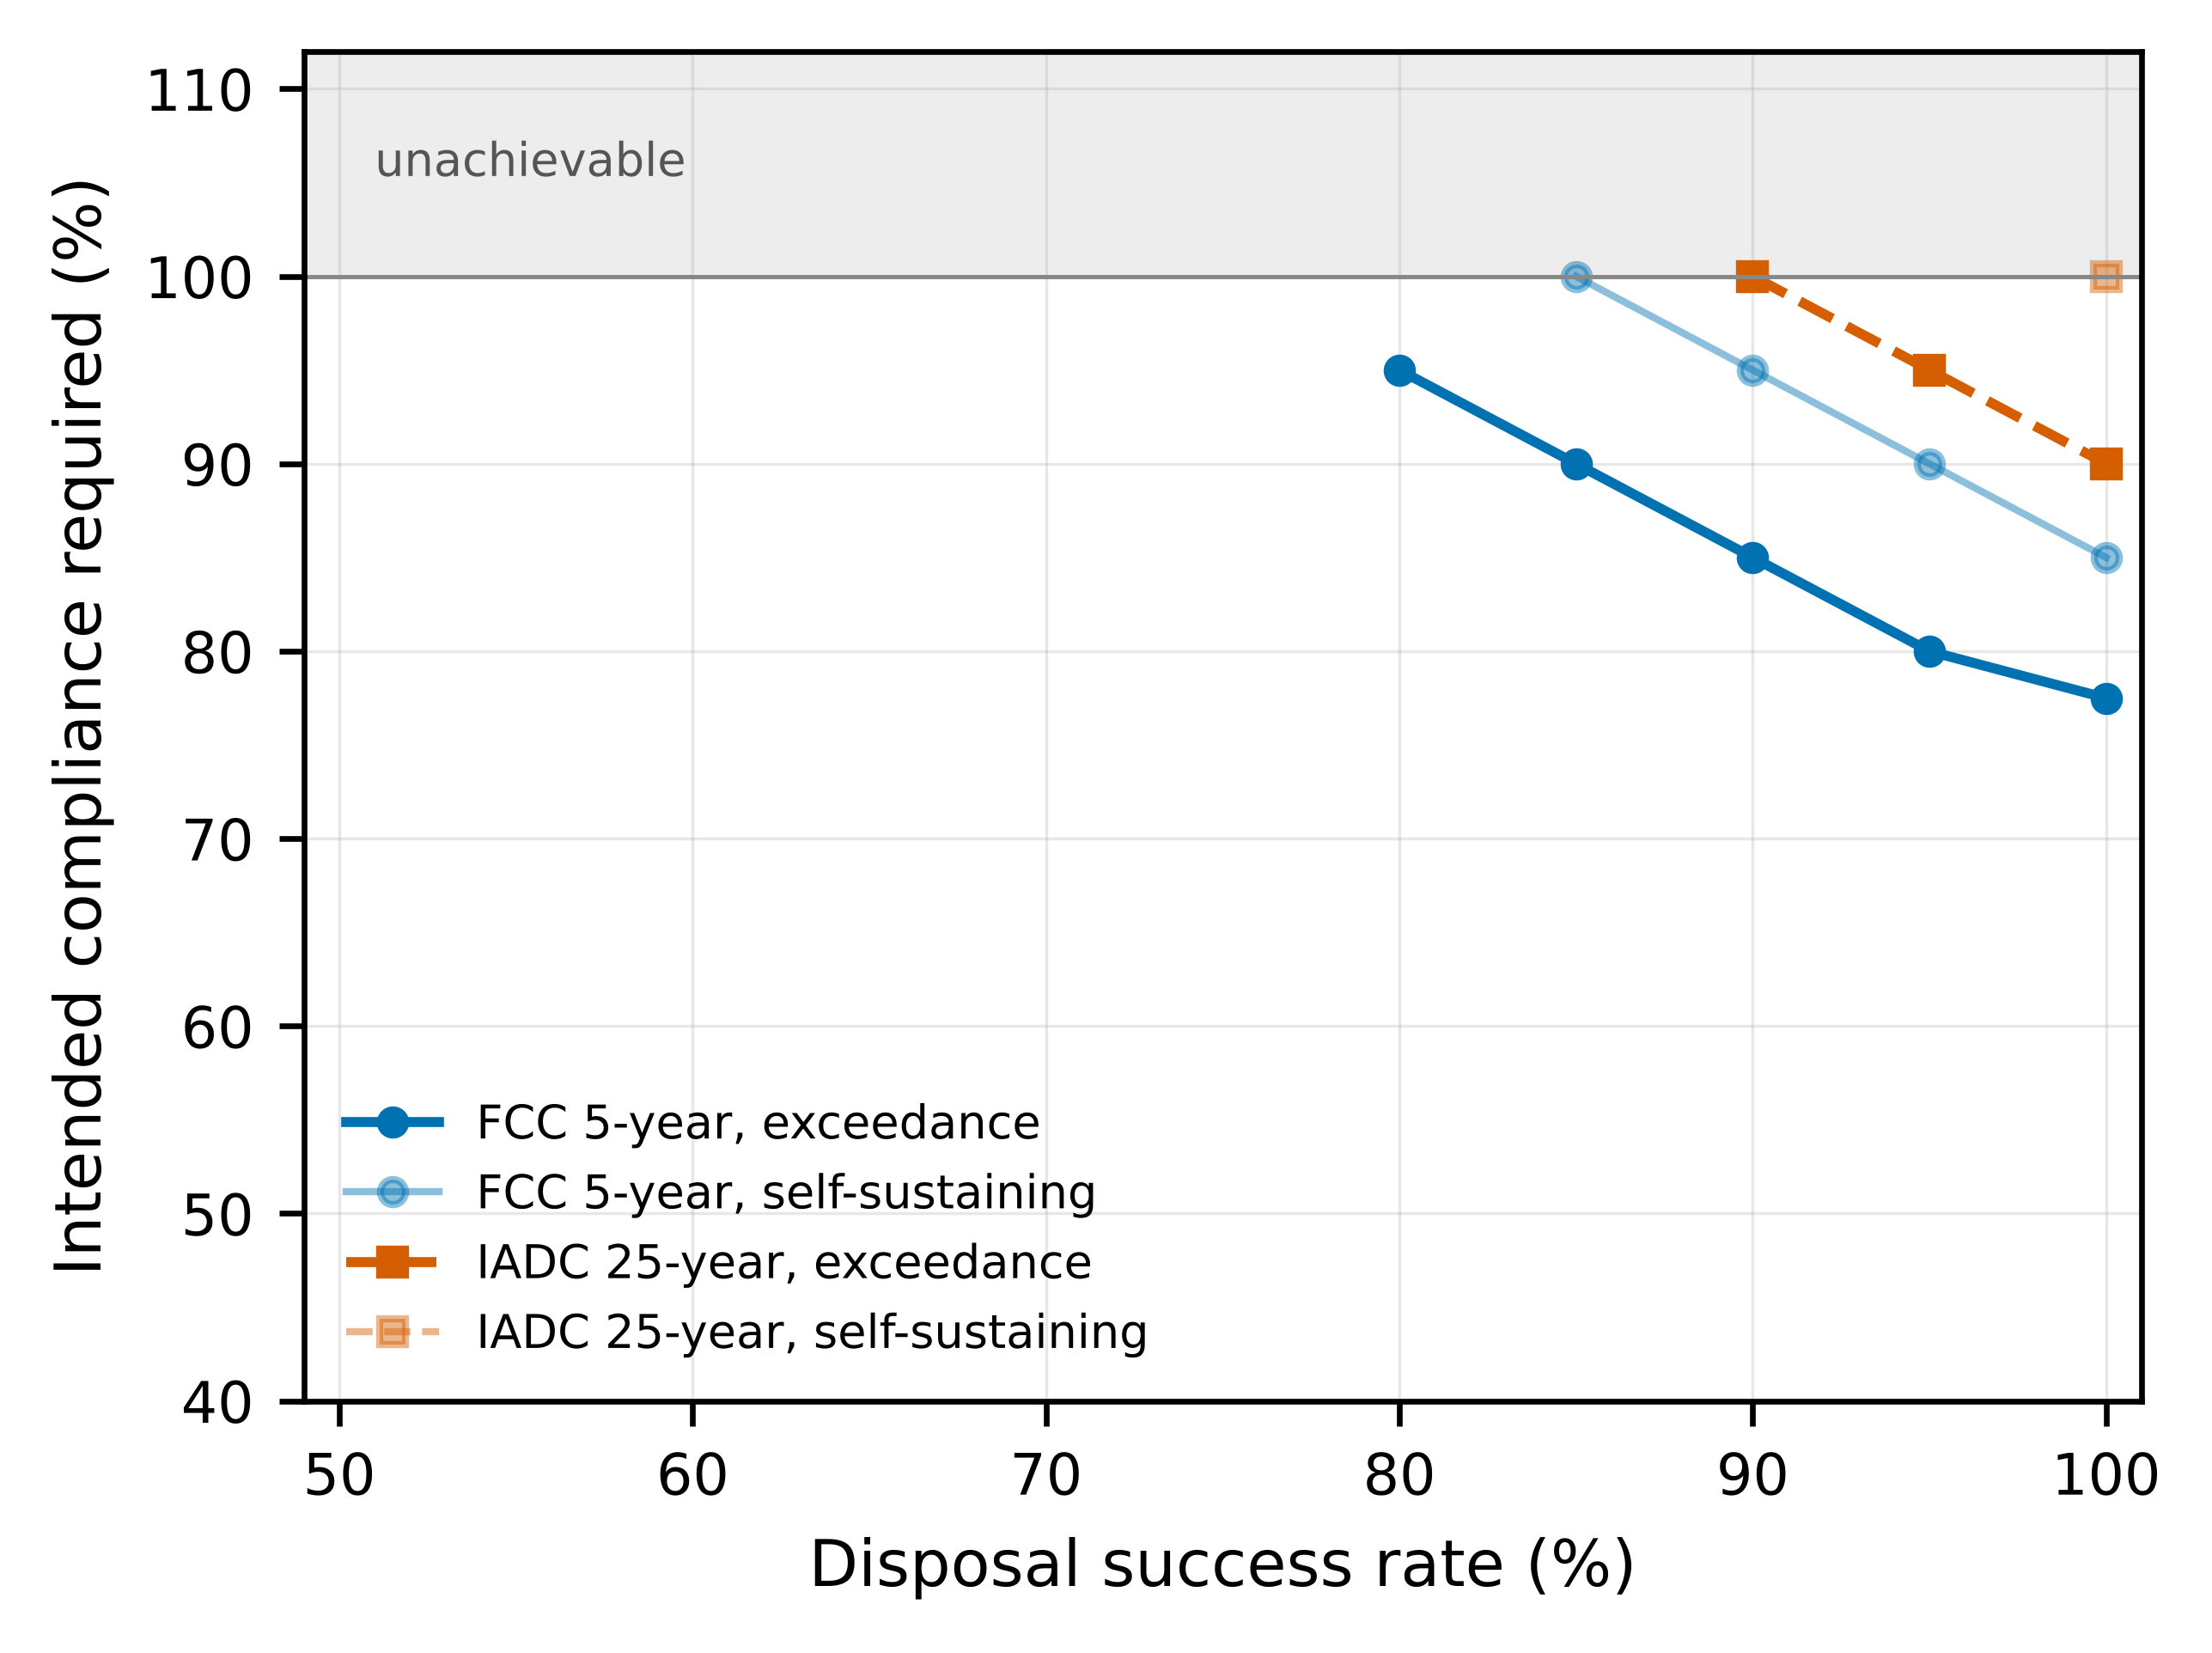 Intended compliance required (%)
110
100
90
80
70
60
50
40
unachievable
FCC 5-year, exceedance
FCC 5-year, self-sustaining
IADC 25-year, exceedance
IADC 25-year, self-sustaining
50 60 70 80 90 100
Disposal success rate (%)